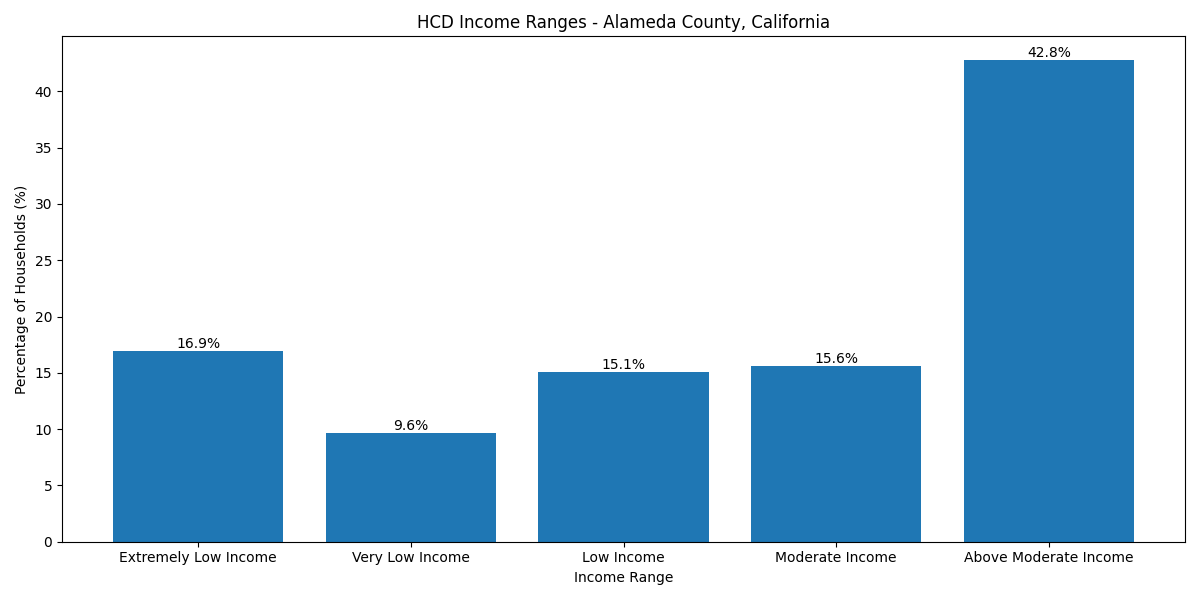 HCD Income Ranges - Alameda County, California
42.8%
16.9%
9.6%
15.1%
15.6%
Percentage of Households (%)
40
35
30
25
20
15
10
5
0
Extremely Low Income
Very Low Income
Low Income
Moderate Income
Above Moderate Income
Income Range